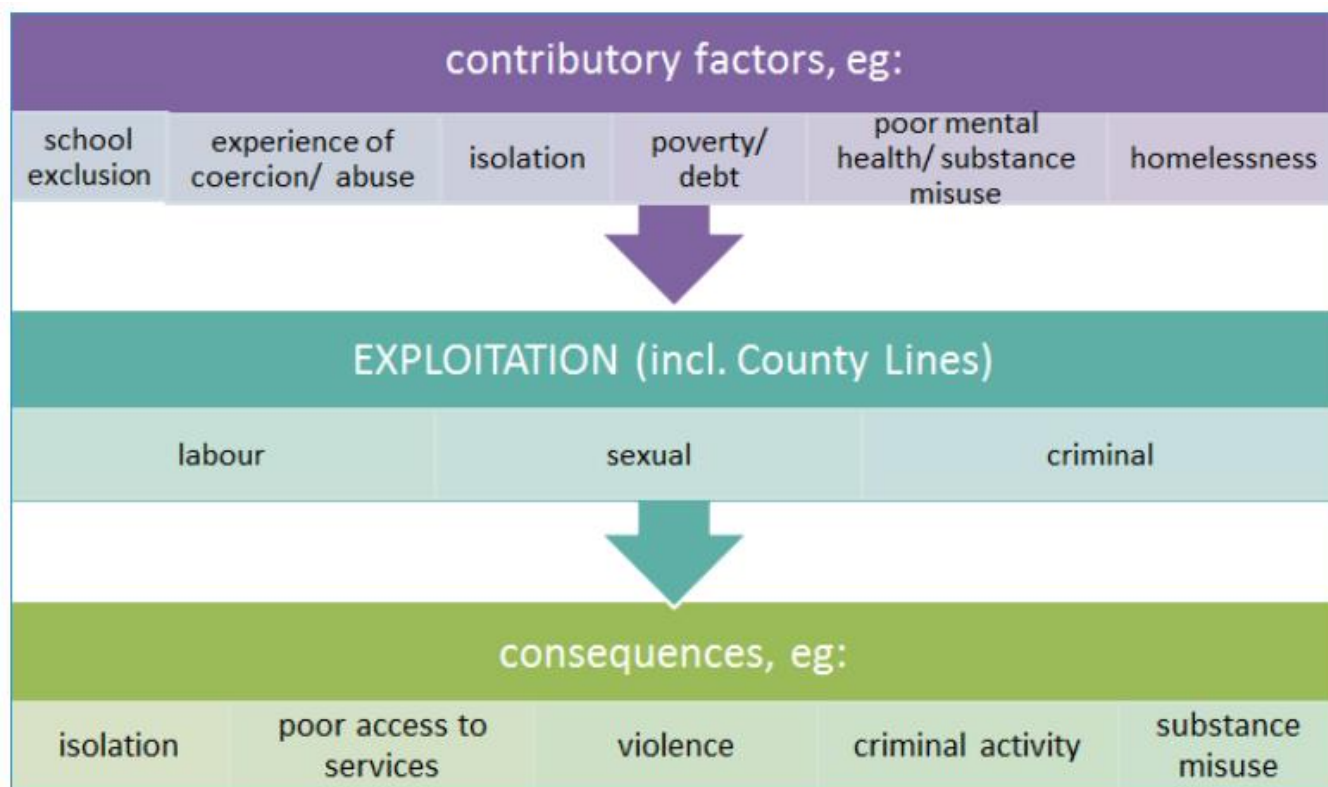 contributory factors, eg:
school
exclusion
experience of
coercion/ abuse
isolation
poverty/
debt
poor mental
health/ substance
misuse
homelessness
EXPLOITATION (incl. County Lines)
labour
sexual
criminal
consequences, eg:
isolation
poor access to
services
violence
criminal activity
substance
misuse